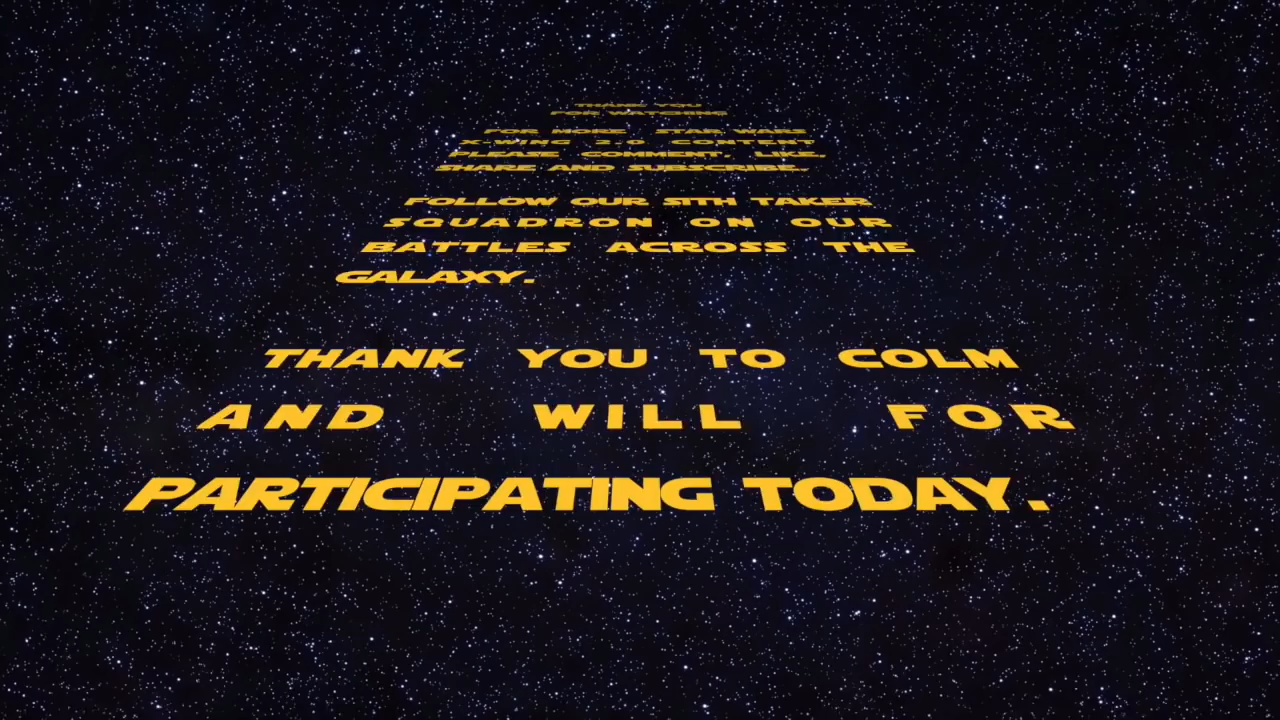 THANK YOU
FOR WATCHING
FOR MORE STAR WARS
X-WING 2.0 CONTENT
PLEASE COMMENT, LIKE,
SHARE AND SUBSCRIBE.
FOLLOW OUR SITH TAKER
SQUADRON ON OUR
BATTLES ACROSS THE
GALAXY.
THANK YOU TO COLM
AND WILL FOR
PARTICIPATING TODAY.